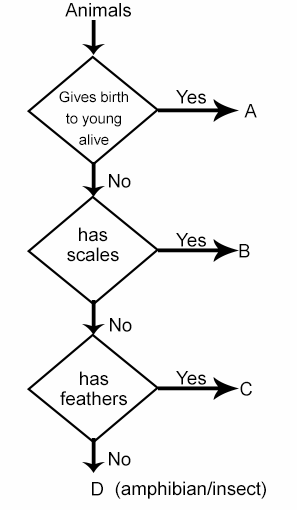 Animals
Gives birth
to young
alive
Yes
A
No
has
scales
Yes
B
No
has
feathers
Yes
C
No
D (amphibian/insect)